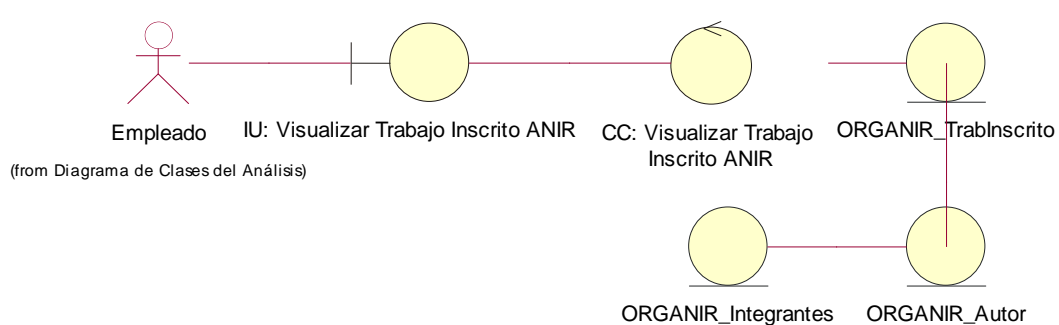 Empleado
(from Diagrama de Clases del Análisis)
IU: Visualizar Trabajo Inscrito ANIR
CC: Visualizar Trabajo
Inscrito ANIR
ORGANIR_TrabInscrito
ORGANIR_Integrantes
ORGANIR_Autor